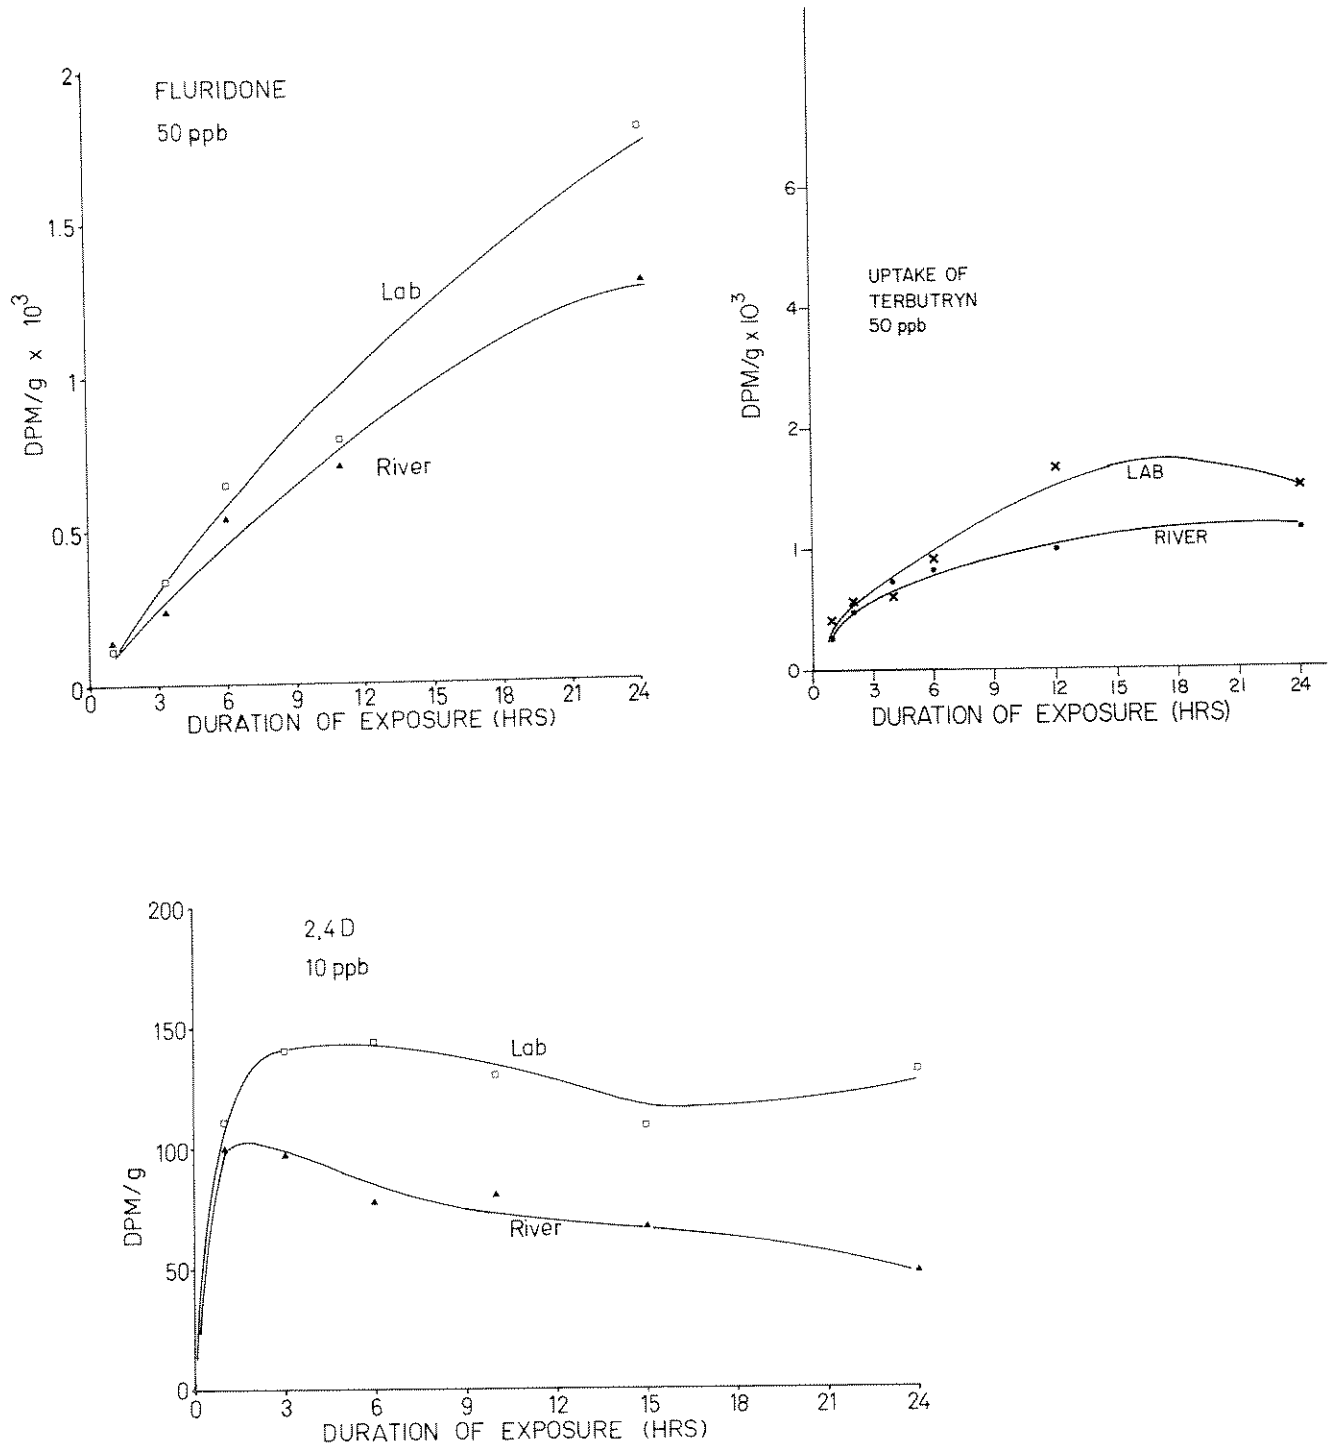 FLURIDONE
50 ppb
2
1.5
1
0.5
0
DPM/g x 10³
Lab
River
0 3 6 9 12 15 18 21 24
DURATION OF EXPOSURE (HRS)
UPTAKE OF
TERBUTRYN
50 ppb
6
4
2
1
0
DPM/g x 10³
LAB
RIVER
0 3 6 9 12 15 18 21 24
DURATION OF EXPOSURE (HRS)
2,4 D
10 ppb
200
150
100
50
0
DPM/g
Lab
River
0 3 6 9 12 15 18 21 24
DURATION OF EXPOSURE (HRS)